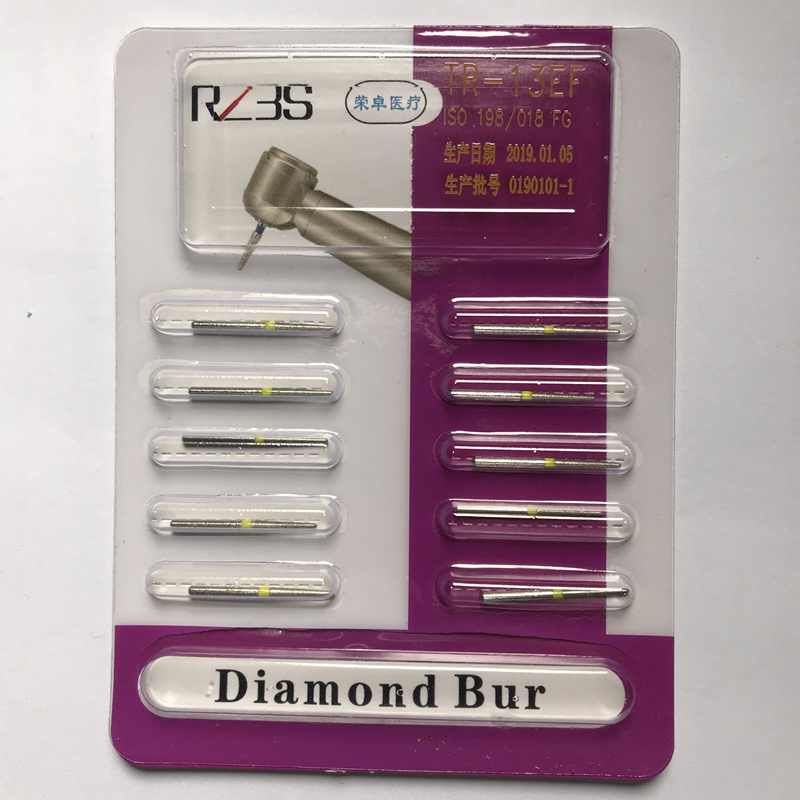 RZBS
荣卓医疗
TR-13EF
ISO 198/018 FG
生产日期 2019.01.05
生产批号 0190101-1
Diamond Bur